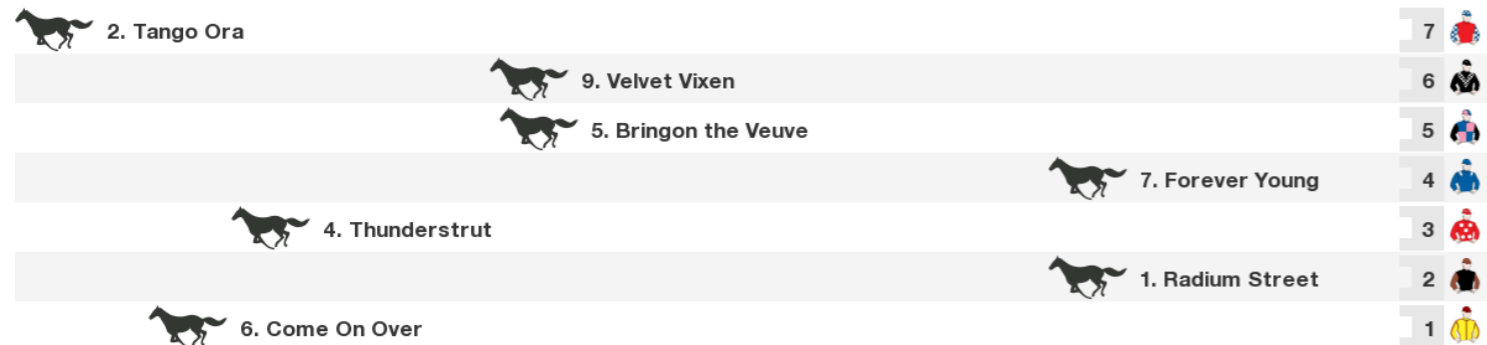 2. Tango Ora 7
9. Velvet Vixen 6
5. Bringon the Veuve 5
7. Forever Young 4
4. Thunderstrut 3
1. Radium Street 2
6. Come On Over 1